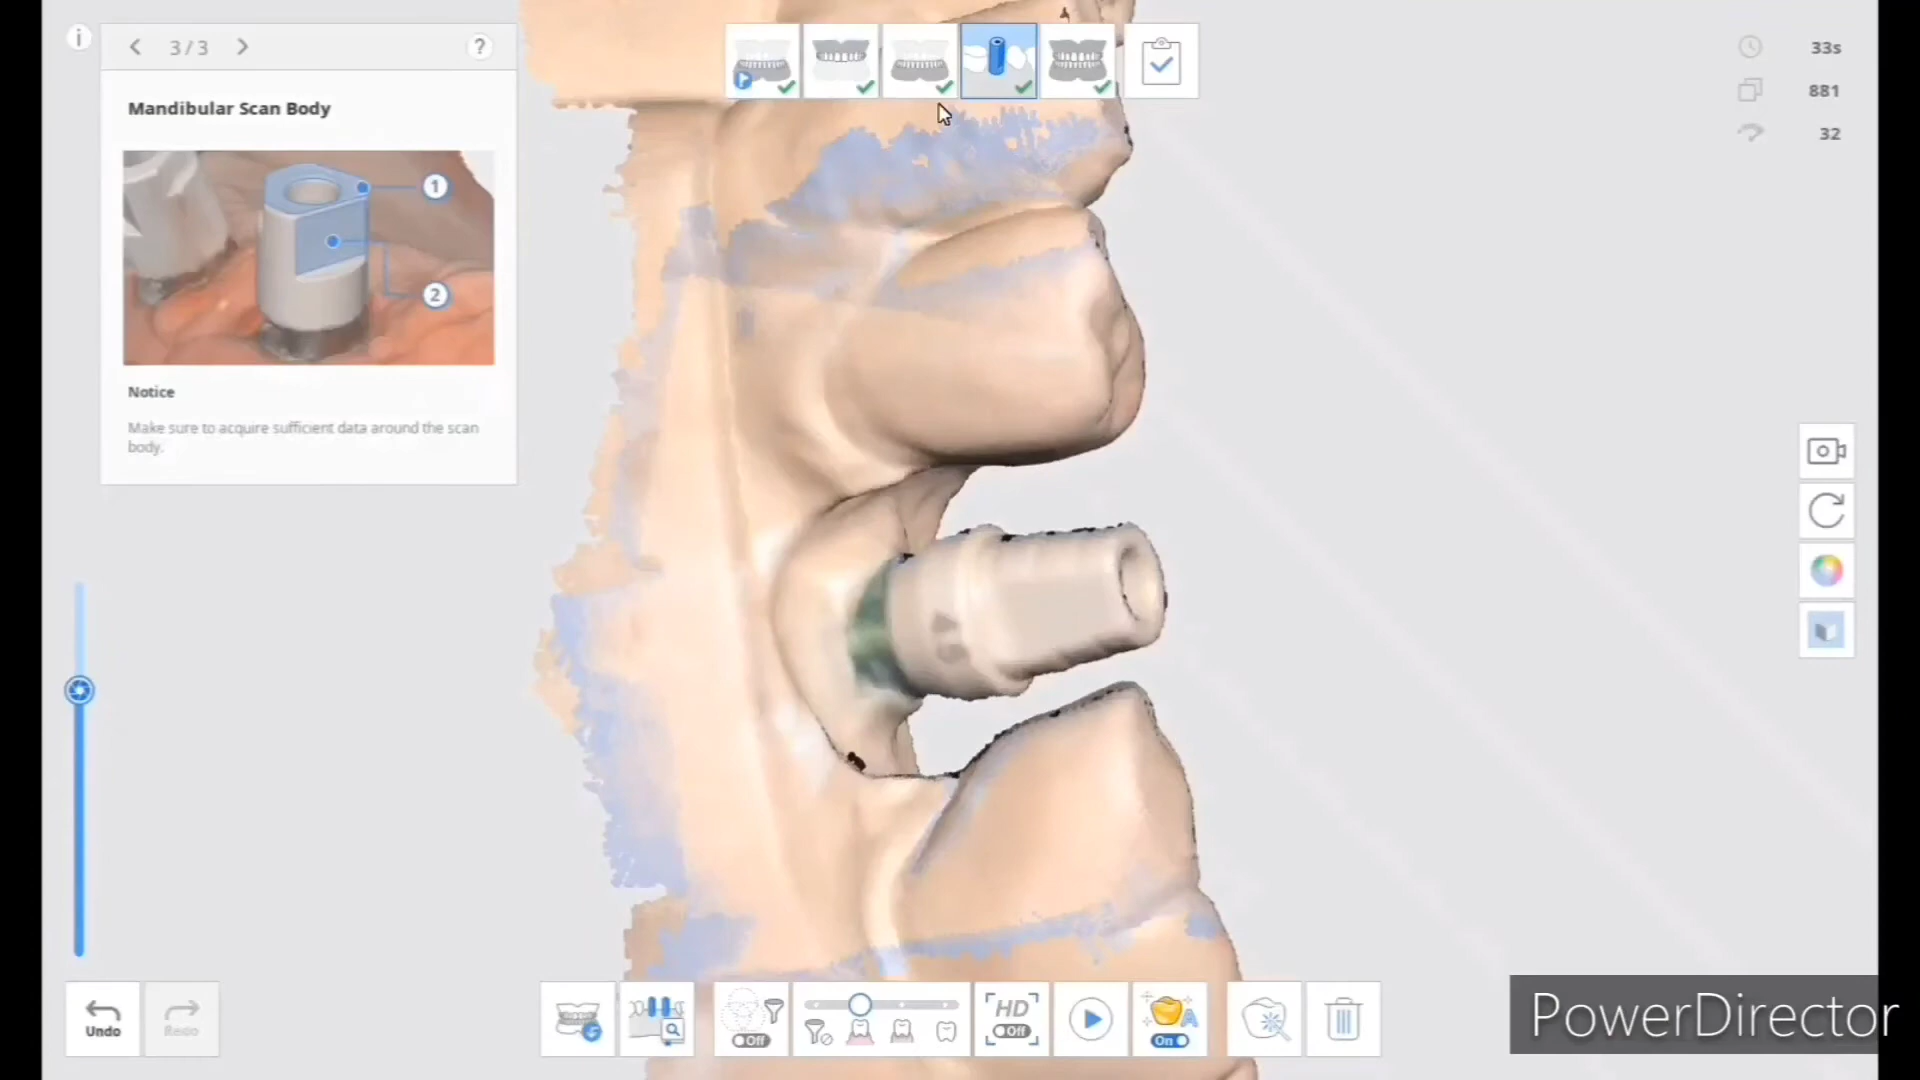 i
3 / 3
?
33s
881
32
Mandibular Scan Body
1
2
Notice
Make sure to acquire sufficient data around the scan
body.
Undo
Redo
Off
HD
Off
A
On
PowerDirector